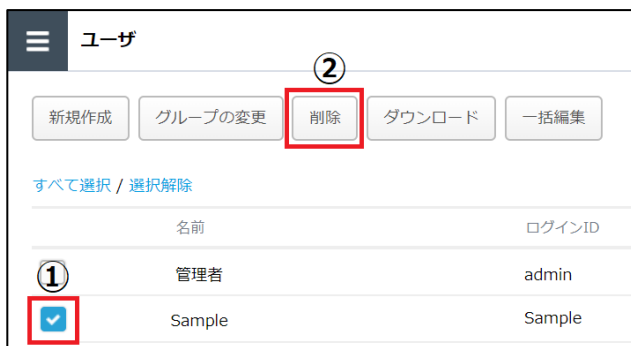 ユーザ
②
新規作成 グループの変更 削除 ダウンロード 一括編集
すべて選択 / 選択解除
名前 ログインID
①
管理者 admin
Sample Sample